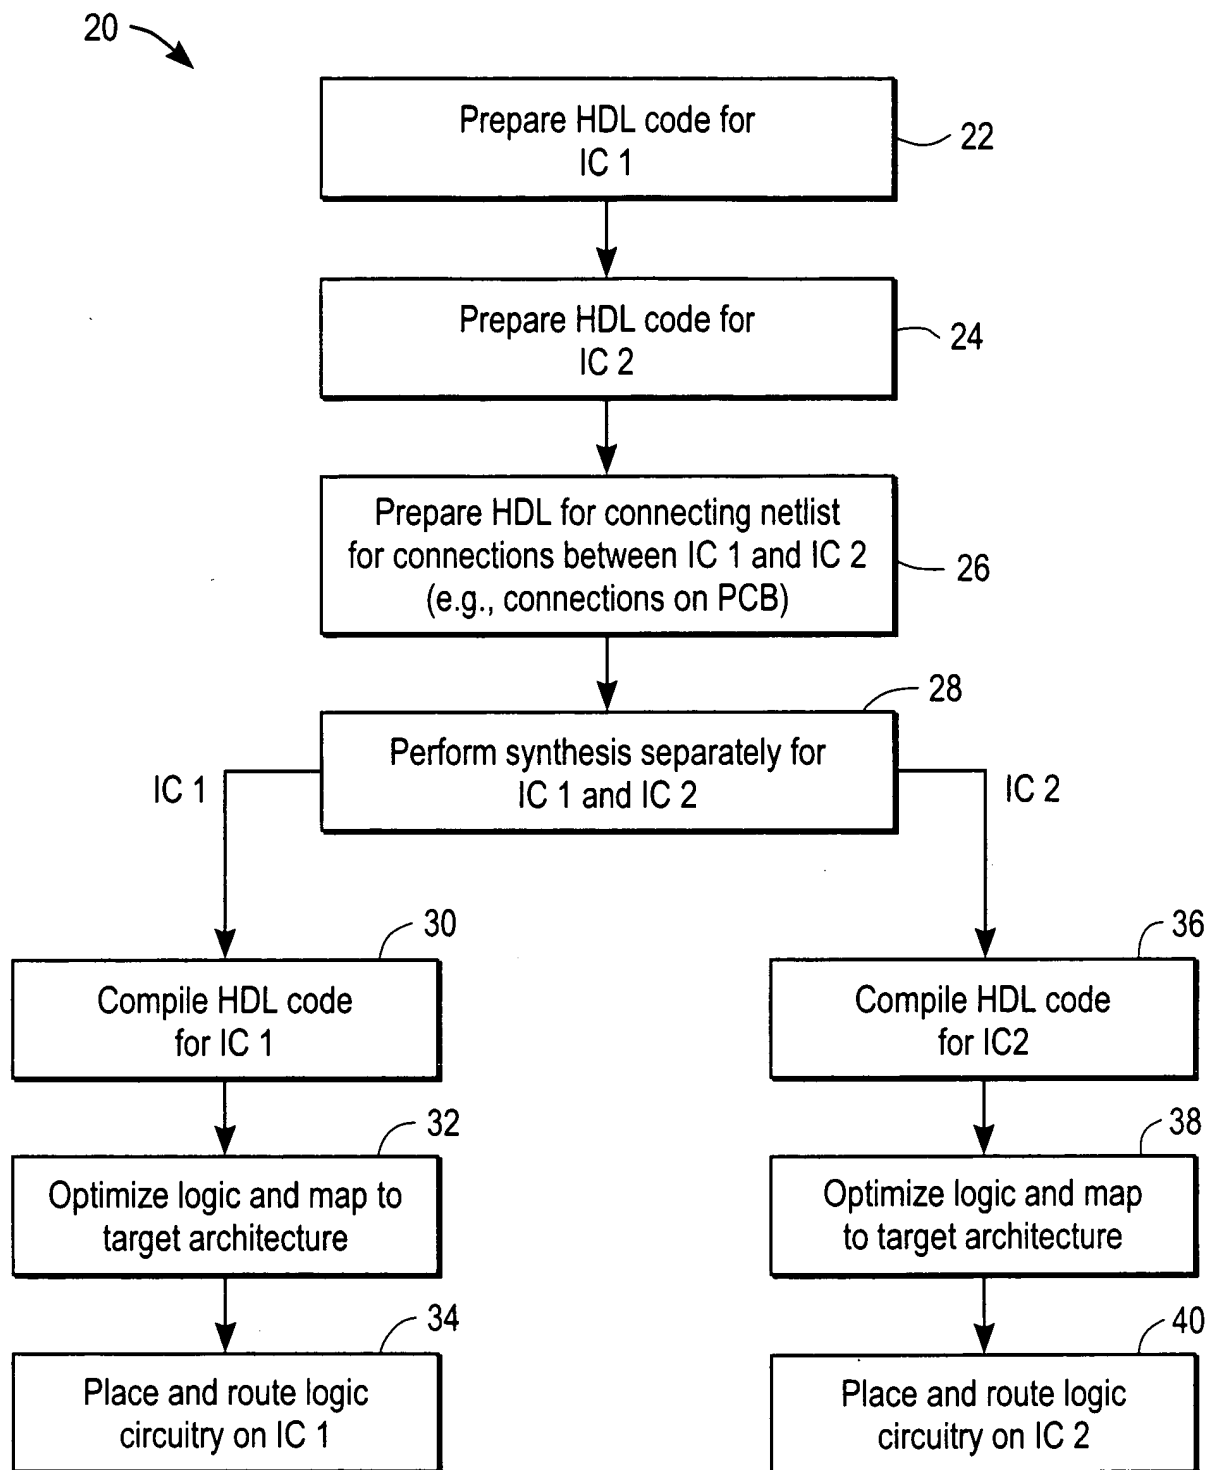 20
Prepare HDL code for
IC 1
22
Prepare HDL code for
IC 2
24
Prepare HDL for connecting netlist
for connections between IC 1 and IC 2
(e.g., connections on PCB)
26
28
Perform synthesis separately for
IC 1 and IC 2
IC 1
IC 2
30
Compile HDL code
for IC 1
32
Optimize logic and map to
target architecture
34
Place and route logic
circuitry on IC 1
36
Compile HDL code
for IC2
38
Optimize logic and map
to target architecture
40
Place and route logic
circuitry on IC 2